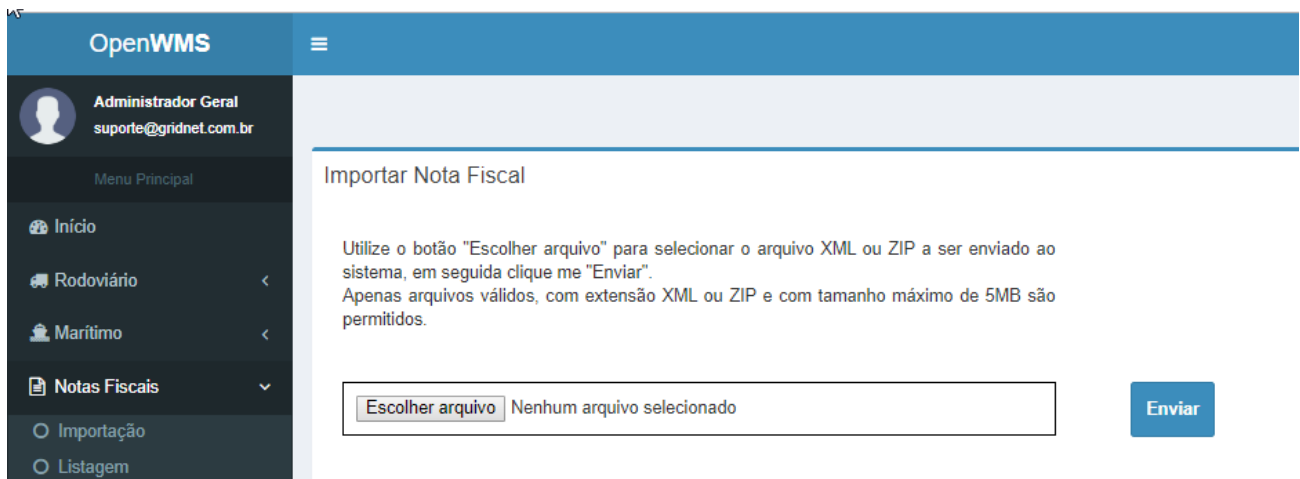 OpenWMS
Administrador Geral
suporte@gridnet.com.br
Menu Principal
Início
Rodoviário
Marítimo
Notas Fiscais
Importação
Listagem
Importar Nota Fiscal
Utilize o botão "Escolher arquivo" para selecionar o arquivo XML ou ZIP a ser enviado ao
sistema, em seguida clique me "Enviar".
Apenas arquivos válidos, com extensão XML ou ZIP e com tamanho máximo de 5MB são
permitidos.
Escolher arquivo Nenhum arquivo selecionado
Enviar